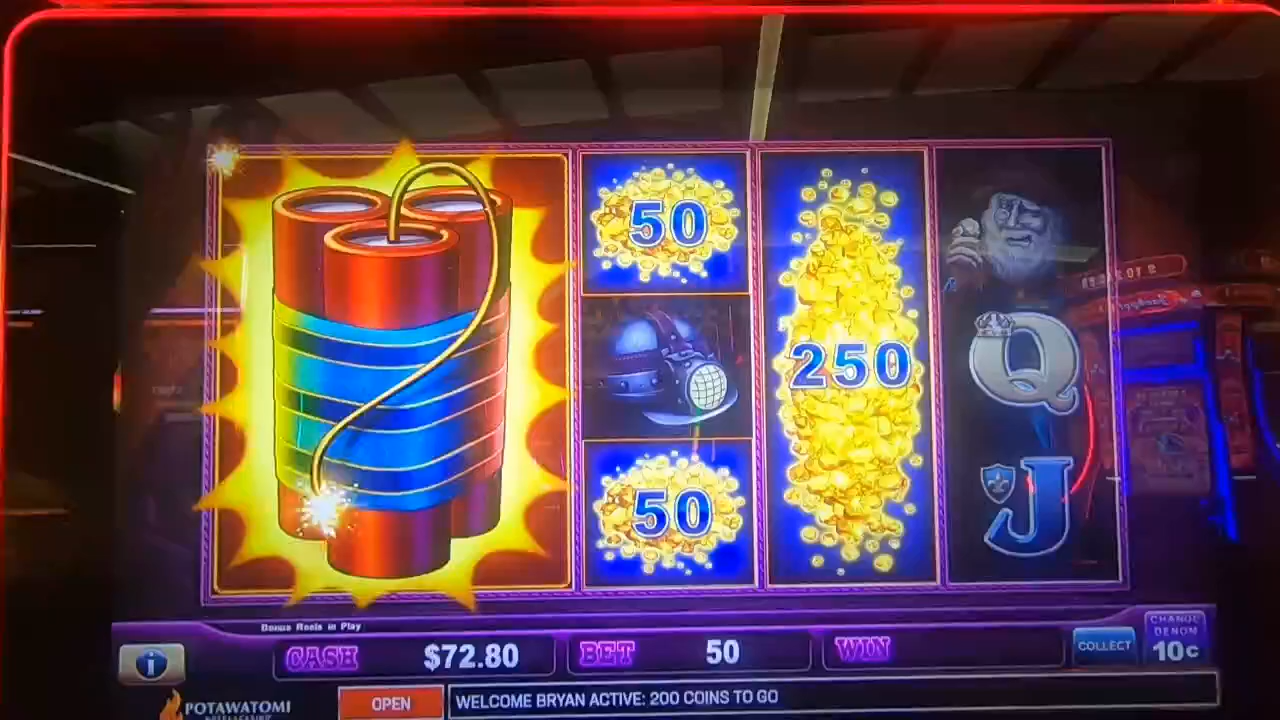 50
250
Q
50
J
Bonus Reels in Play
CASH $72.80 BET 50 WIN
COLLECT
CHANGE
DENOM
10¢
POTAWATOMI
OPEN
WELCOME BRYAN ACTIVE: 200 COINS TO GO